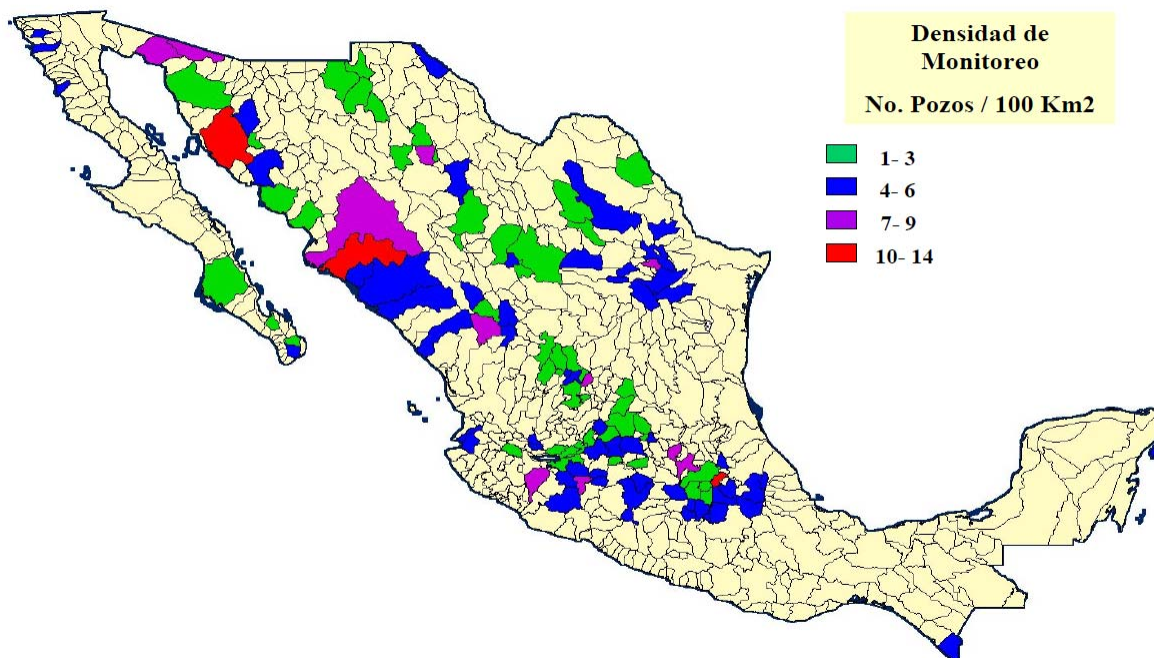 Densidad de
Monitoreo
No. Pozos / 100 Km2
1- 3
4- 6
7- 9
10- 14